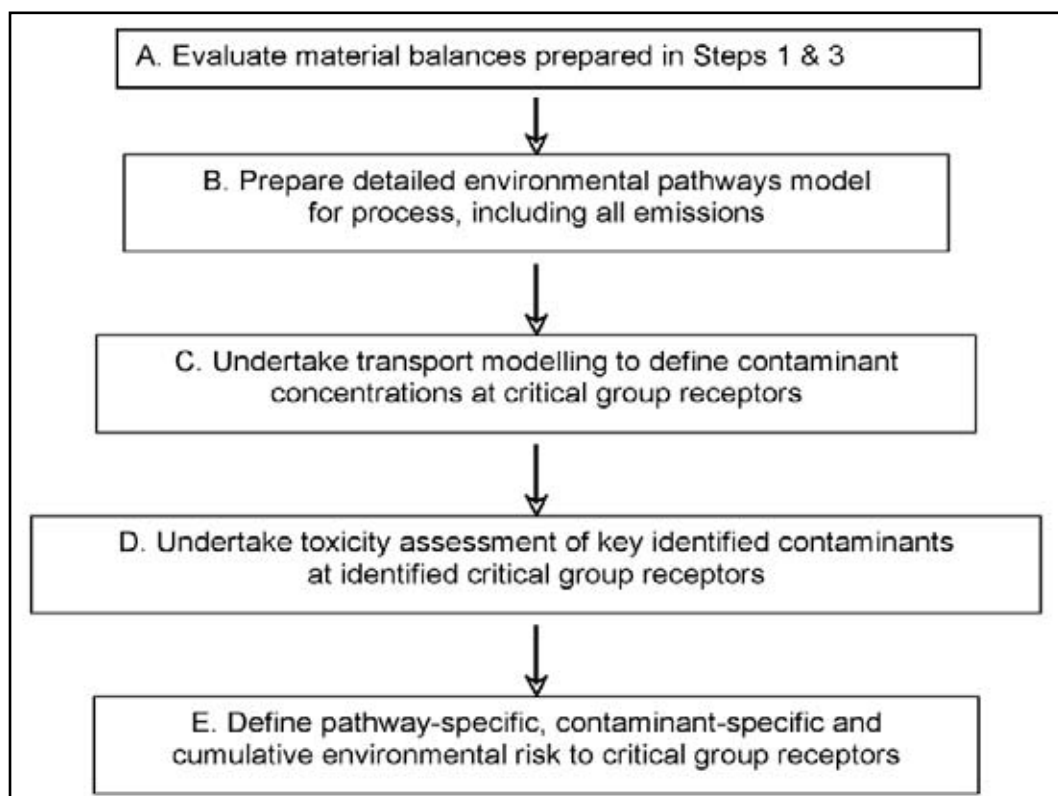 A. Evaluate material balances prepared in Steps 1 & 3
B. Prepare detailed environmental pathways model
for process, including all emissions
C. Undertake transport modelling to define contaminant
concentrations at critical group receptors
D. Undertake toxicity assessment of key identified contaminants
at identified critical group receptors
E. Define pathway-specific, contaminant-specific and
cumulative environmental risk to critical group receptors